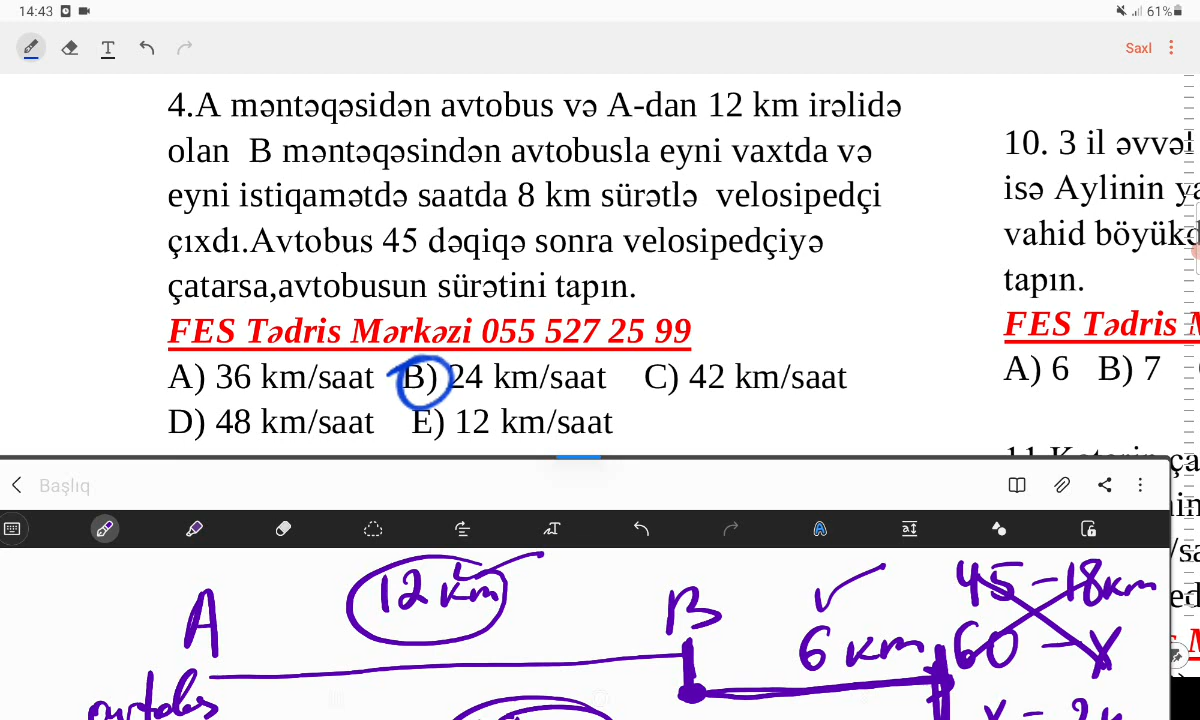 14:43
61%
Saxl
4.A məntəqəsidən avtobus və A-dan 12 km irəlidə
olan B məntəqəsindən avtobusla eyni vaxtda və
eyni istiqamətdə saatda 8 km sürətlə velosipedçi
çıxdı.Avtobus 45 dəqiqə sonra velosipedçiyə
çatarsa,avtobusun sürətini tapın.
FES Tədris Mərkəzi 055 527 25 99
A) 36 km/saat B) 24 km/saat C) 42 km/saat
D) 48 km/saat E) 12 km/saat
10. 3 il əvvəl
isə Aylinin
vahid
tapın.
FES Tədris
A) 6 B) 7
Başlıq
12 km
A
B
6 km
45 - 18 km
60 - x